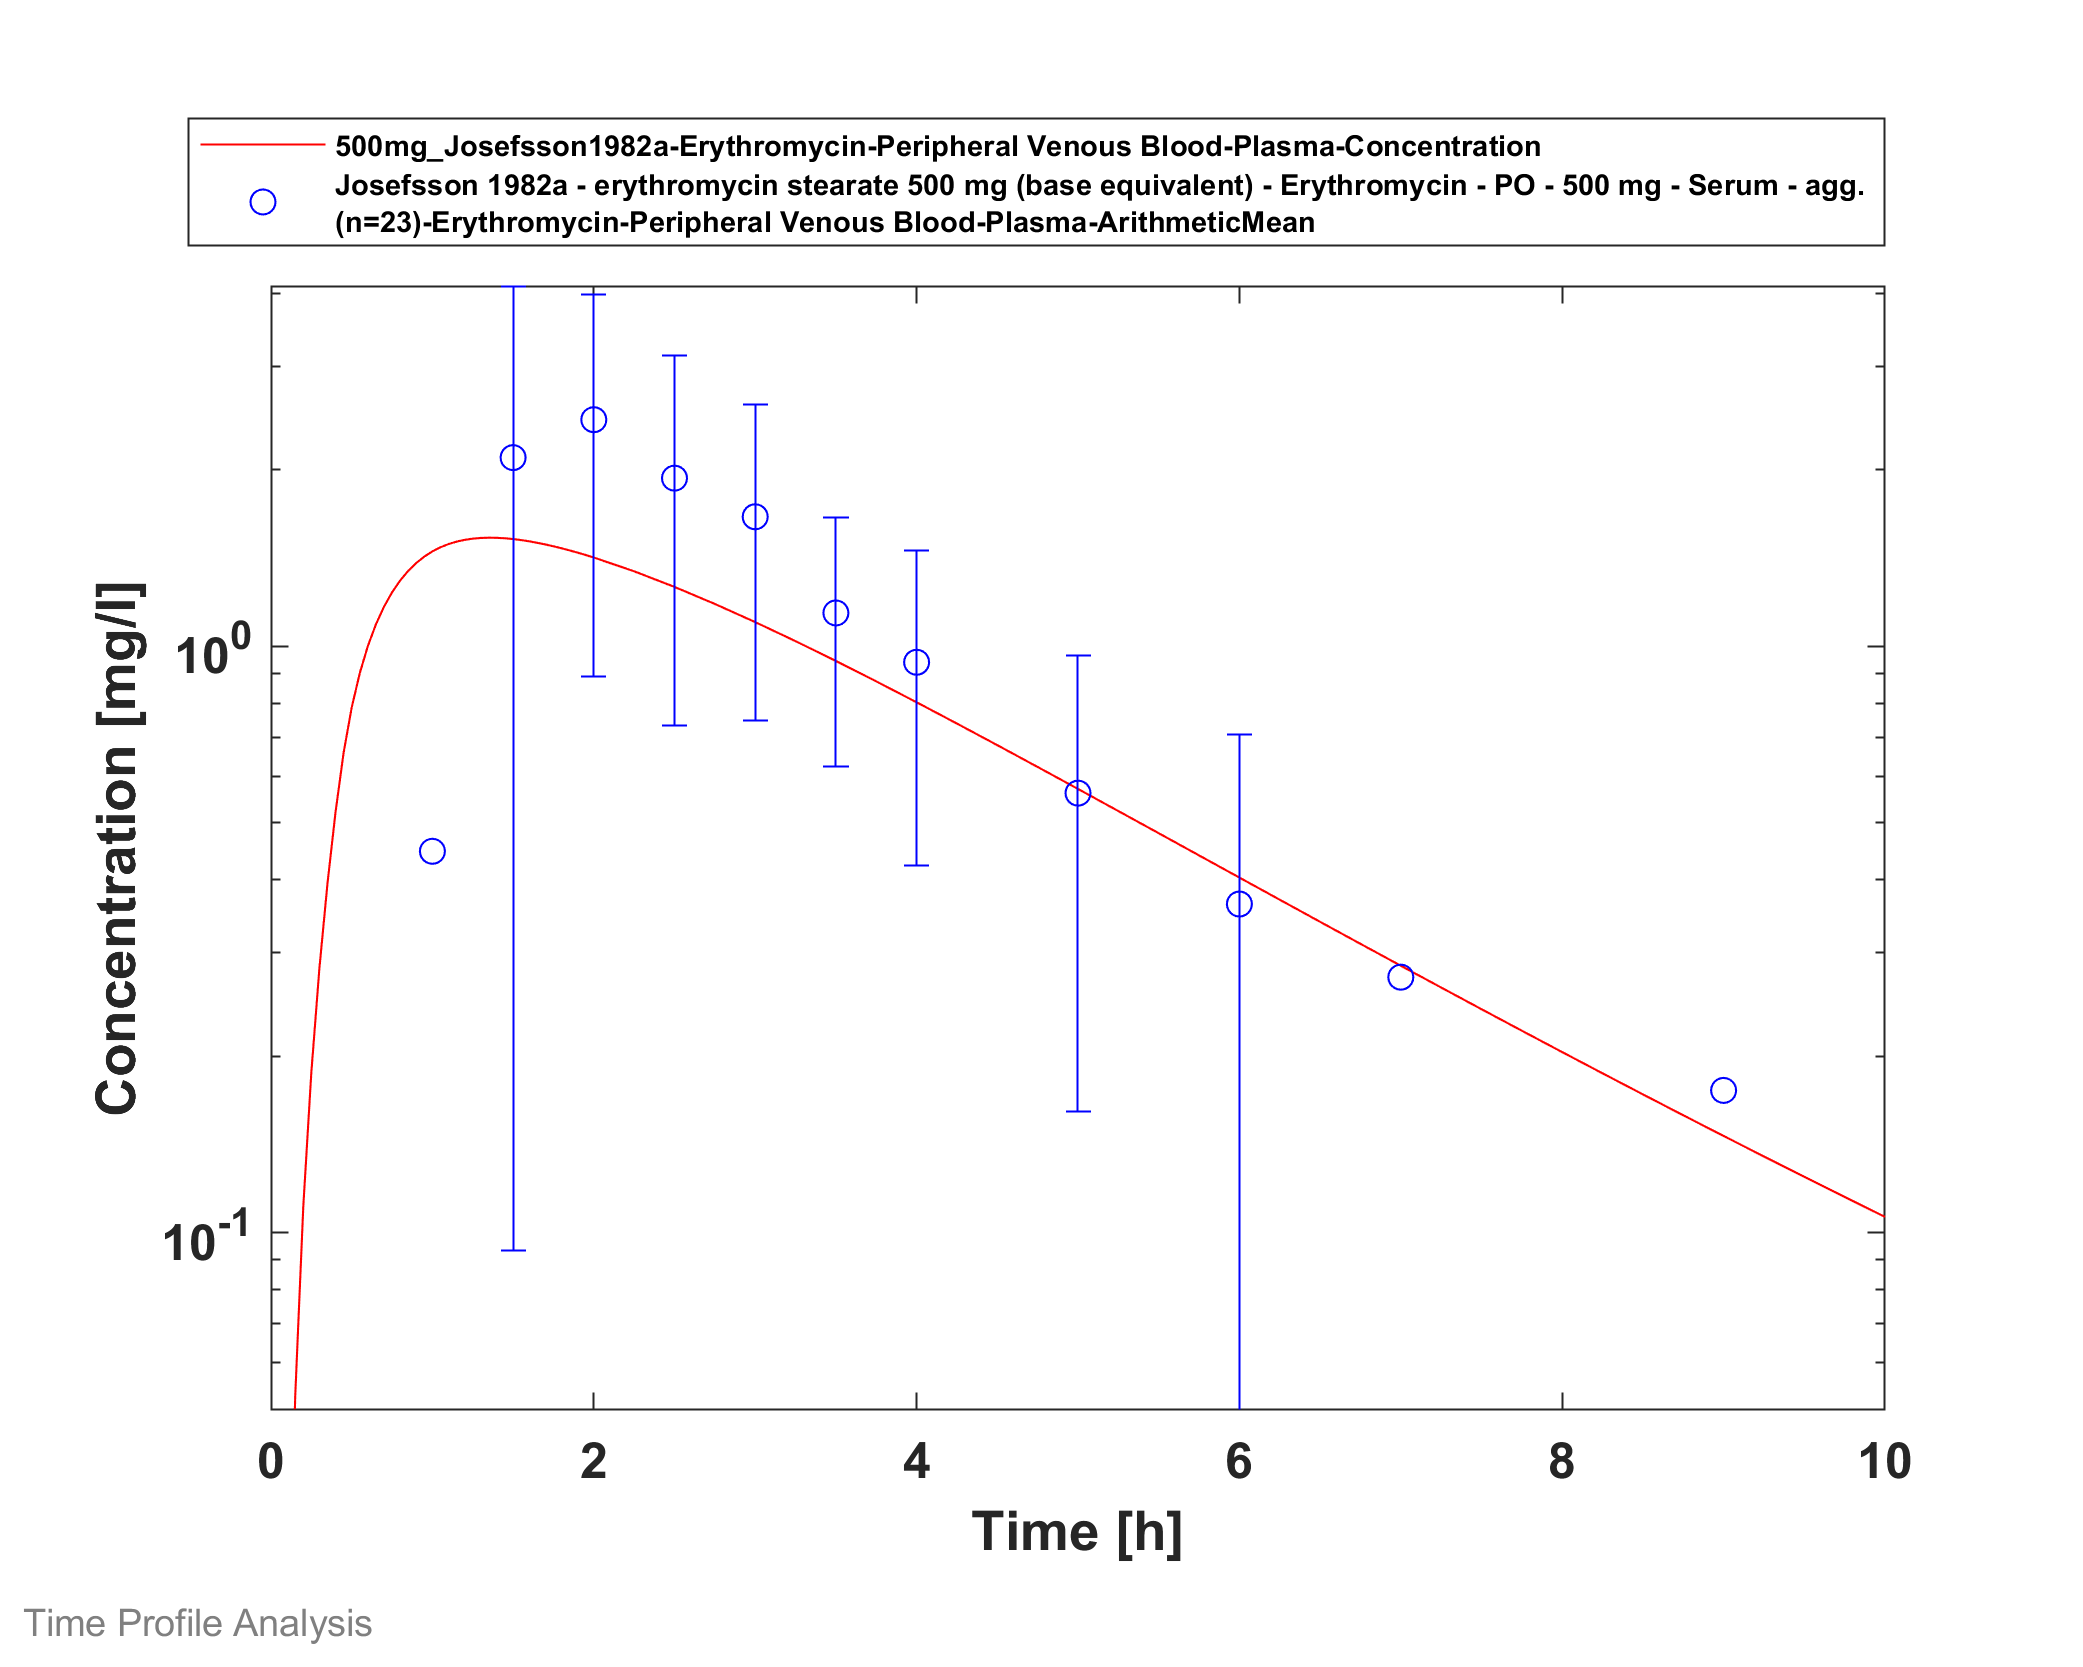 500mg_Josefsson1982a-Erythromycin-Peripheral Venous Blood-Plasma-Concentration
Josefsson 1982a - erythromycin stearate 500 mg (base equivalent) - Erythromycin - PO - 500 mg - Serum - agg.
(n=23)-Erythromycin-Peripheral Venous Blood-Plasma-ArithmeticMean
Concentration [mg/l]
10^0
10^-1
0 2 4 6 8 10
Time [h]
Time Profile Analysis